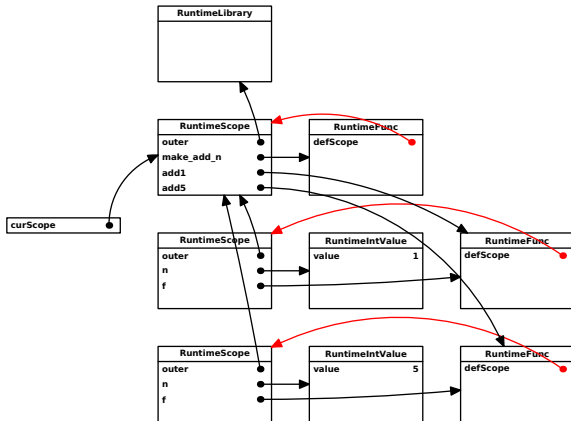 RuntimeLibrary
RuntimeScope
outer
make_add_n
add1
add5
RuntimeFunc
defScope
curScope
RuntimeScope
outer
n
f
RuntimeIntValue
value 1
RuntimeFunc
defScope
RuntimeScope
outer
n
f
RuntimeIntValue
value 5
RuntimeFunc
defScope